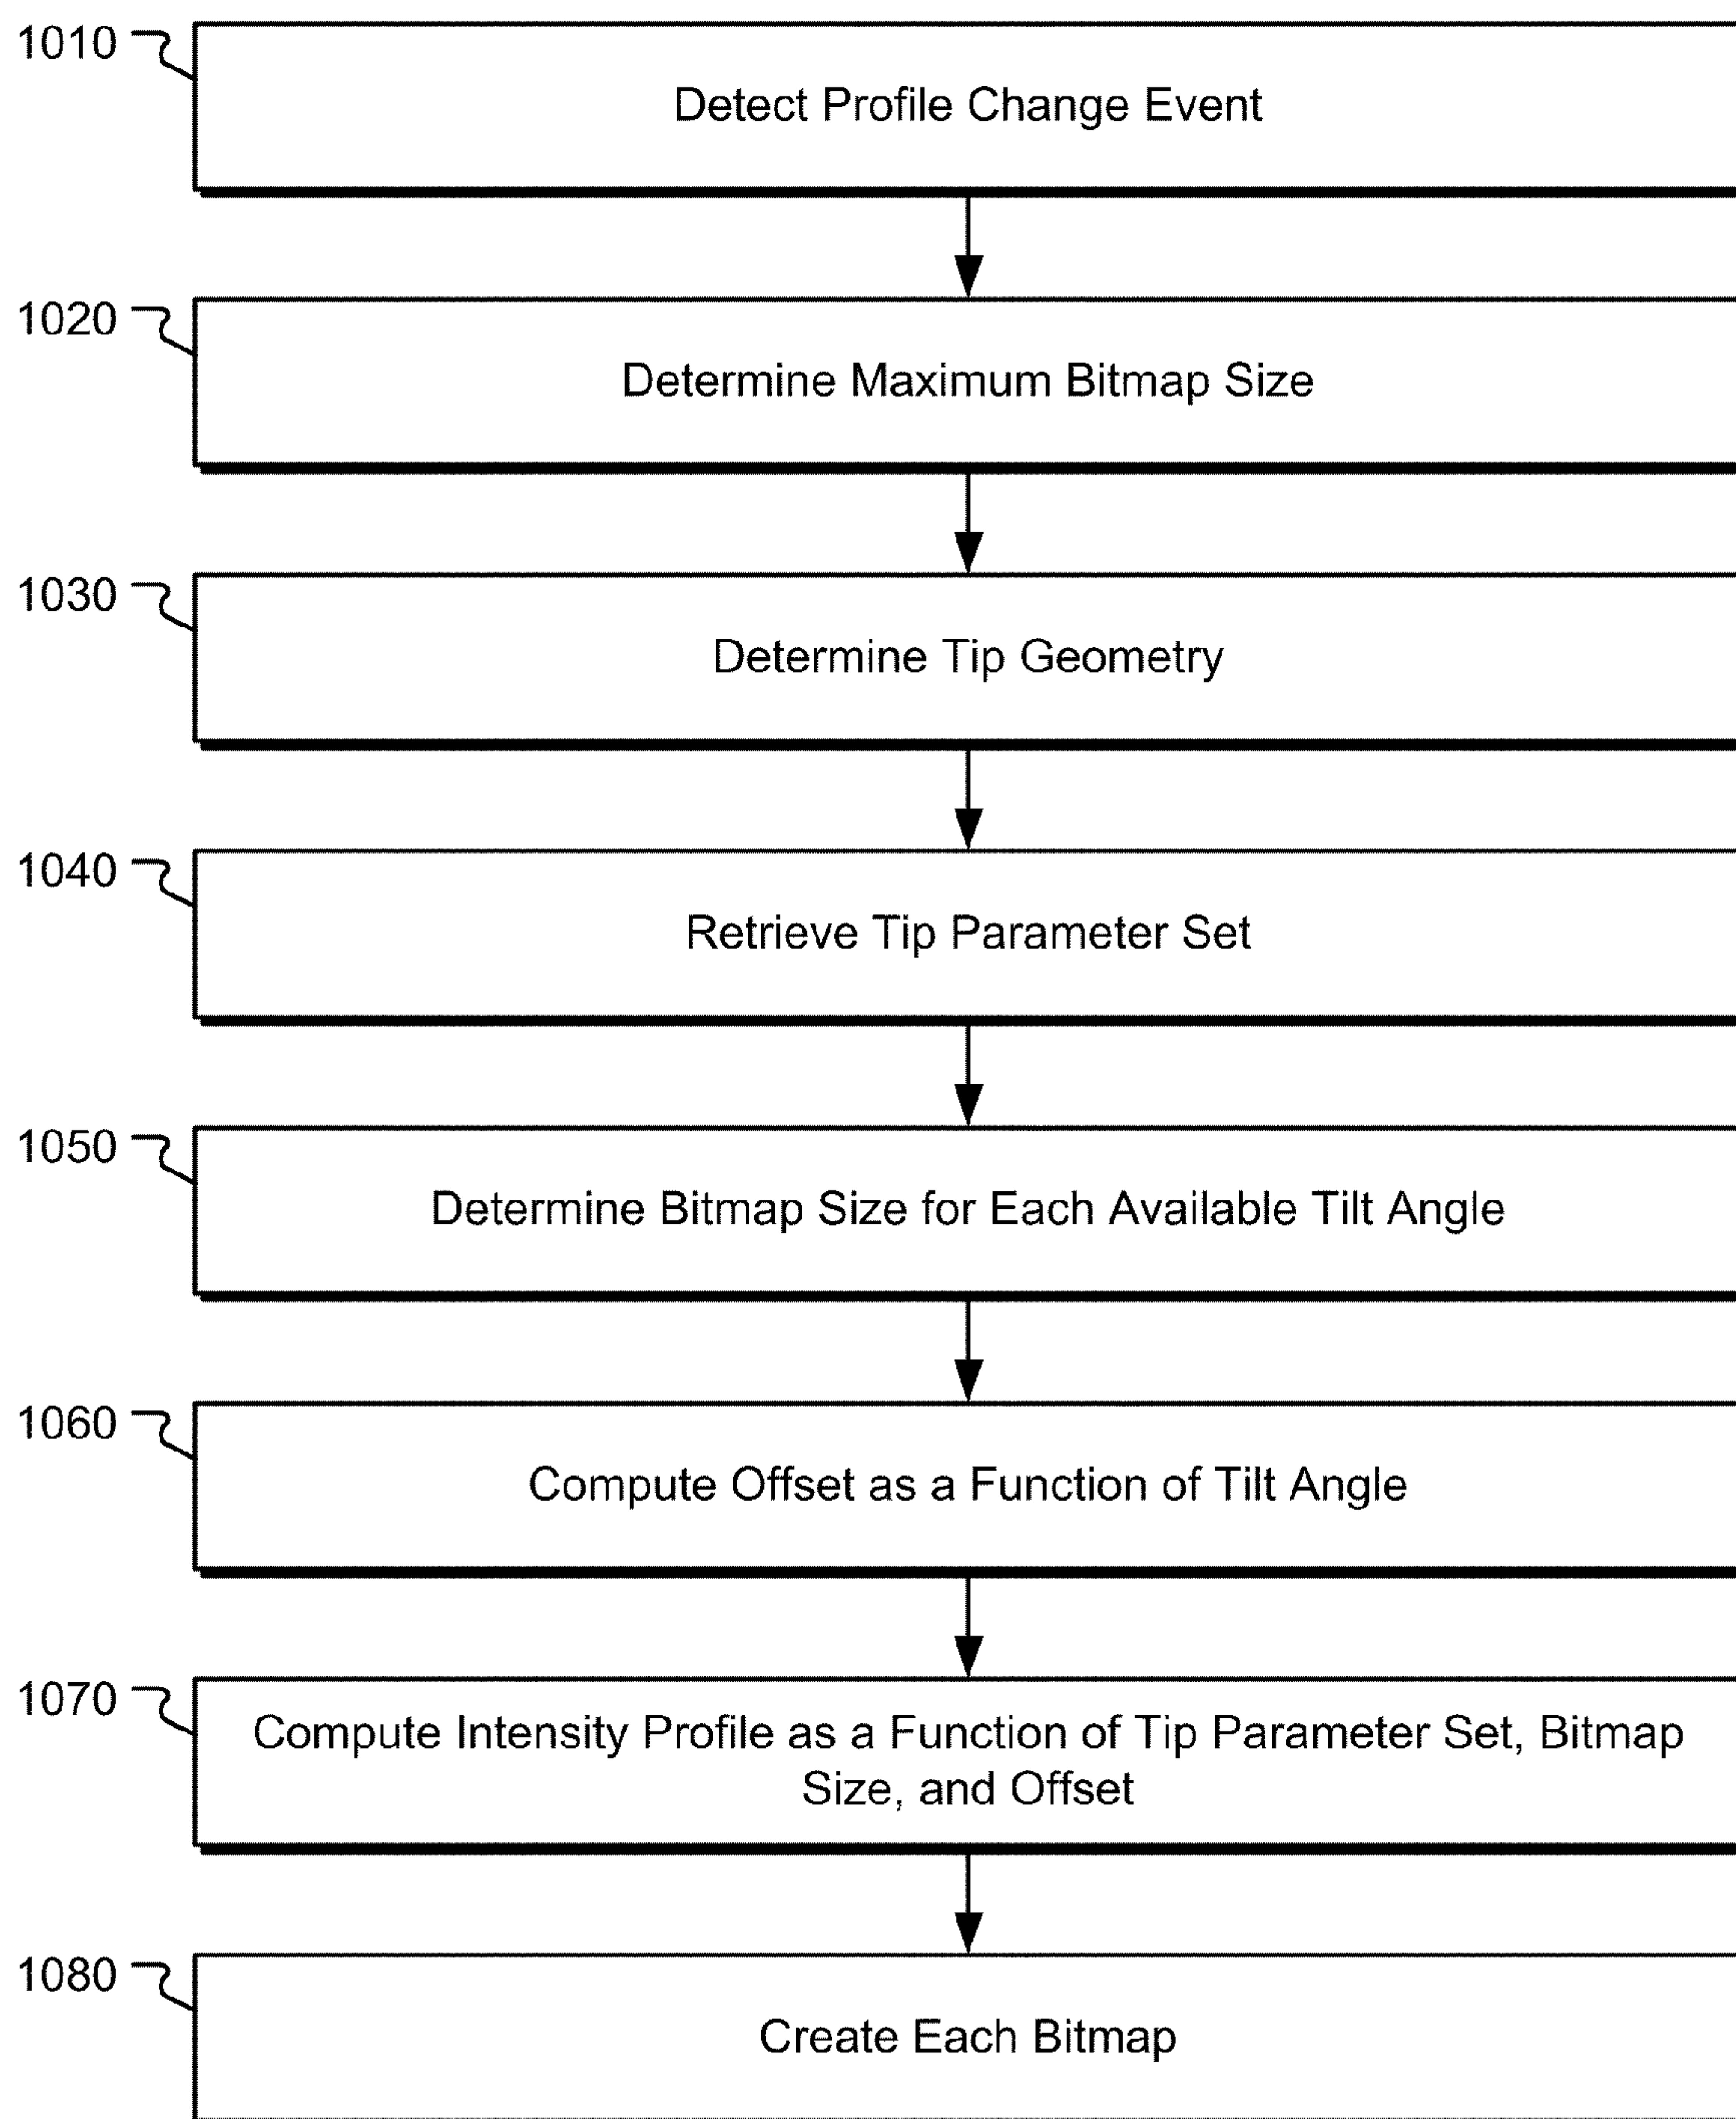 1010
Detect Profile Change Event
1020
Determine Maximum Bitmap Size
1030
Determine Tip Geometry
1040
Retrieve Tip Parameter Set
1050
Determine Bitmap Size for Each Available Tilt Angle
1060
Compute Offset as a Function of Tilt Angle
1070
Compute Intensity Profile as a Function of Tip Parameter Set, Bitmap
Size, and Offset
1080
Create Each Bitmap